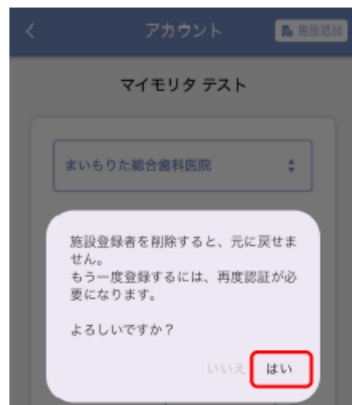 アカウント
施設追加
マイモリタ テスト
まいもりた総合歯科医院
施設登録者を削除すると、元に戻せま
せん。
もう一度登録するには、再度認証が必
要になります。
よろしいですか？
いいえ
はい